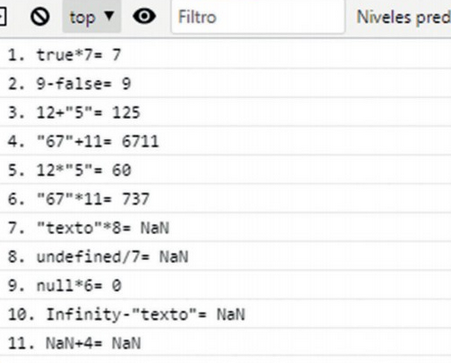 top ▼ Filtro Niveles pred
1. true*7= 7
2. 9-false= 9
3. 12+"5"= 125
4. "67"+11= 6711
5. 12*"5"= 60
6. "67"*11= 737
7. "texto"*8= NaN
8. undefined/7= NaN
9. null*6= 0
10. Infinity-"texto"= NaN
11. NaN+4= NaN